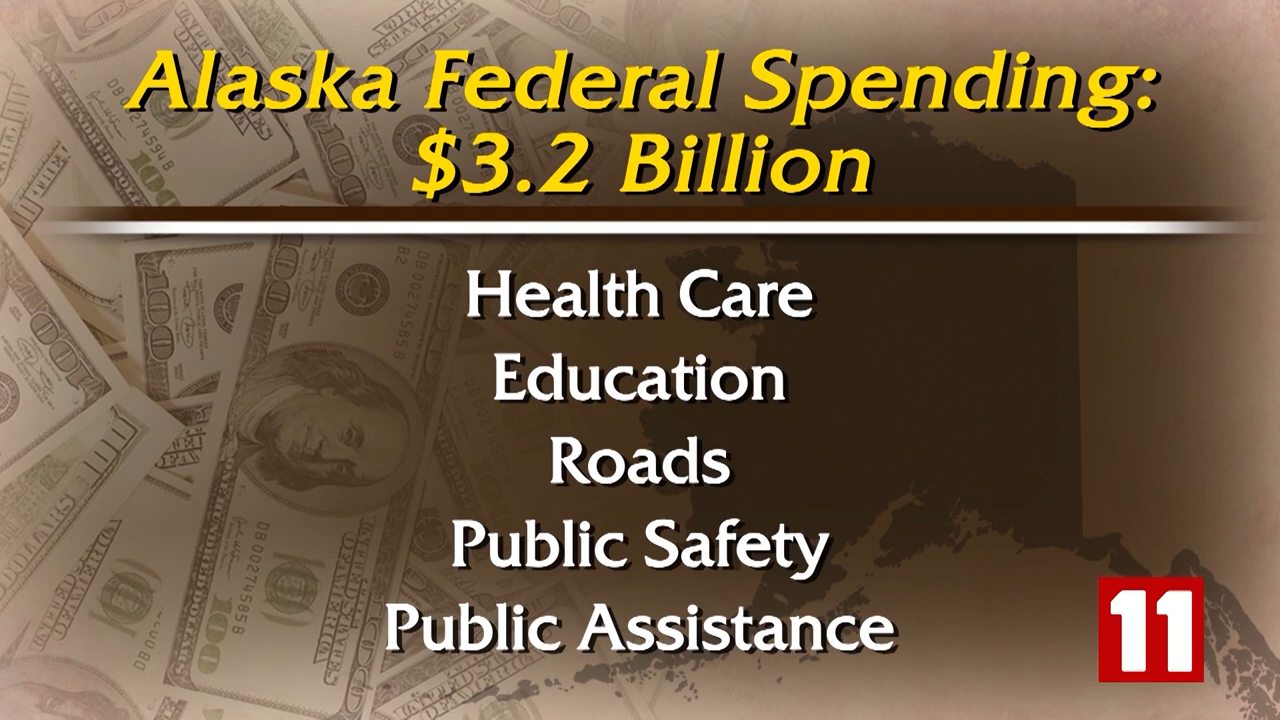 Alaska Federal Spending:
$3.2 Billion
Health Care
Education
Roads
Public Safety
Public Assistance
11